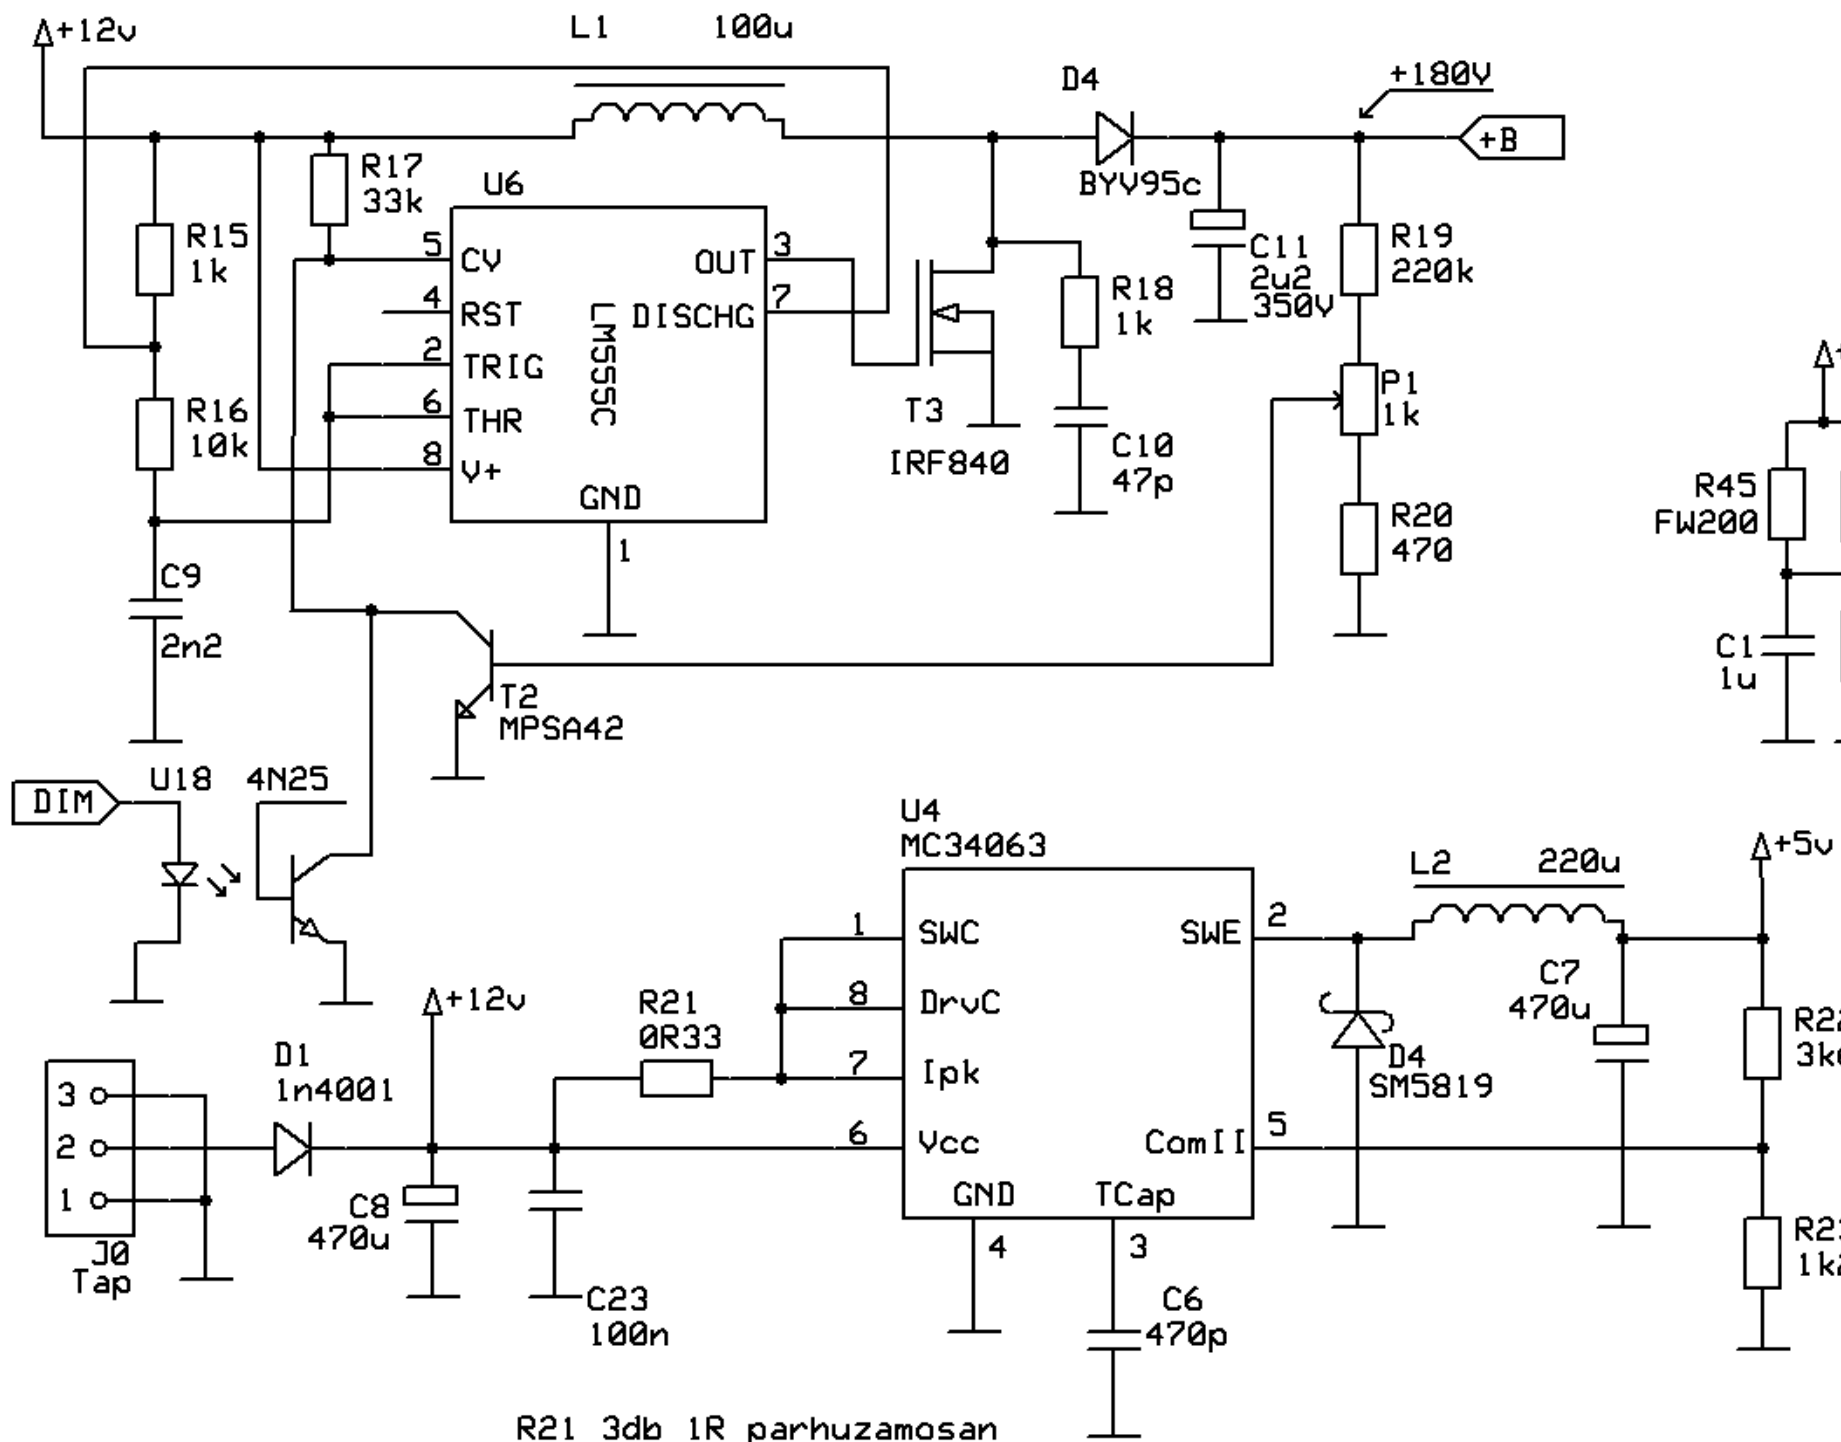 +12v
L1 100u
D4
+180V
+B
BYV95c
R17
33k
U6
R15
1k
5 CV
4 RST
2 TRIG
6 THR
8 V+
OUT 3
DISCHG 7
LM555C
GND
1
R16
10k
C9
2n2
T3
IRF840
R18
1k
C10
47p
C11
2u2
350V
R19
220k
P1
1k
R20
470
R45
FW200
C1
1u
T2
MPSA42
DIM
U18 4N25
U4
MC34063
1 SWC
8 DrvC
7 Ipk
6 Vcc
SWE 2
ComII 5
GND TCap
4
3
L2 220u
+5v
C7
470u
D4
SM5819
R21
0R33
+12v
D1
1n4001
3
2
1
J0
Tap
C8
470u
C23
100n
C6
470p
R21 3db 1R parhuzamosan